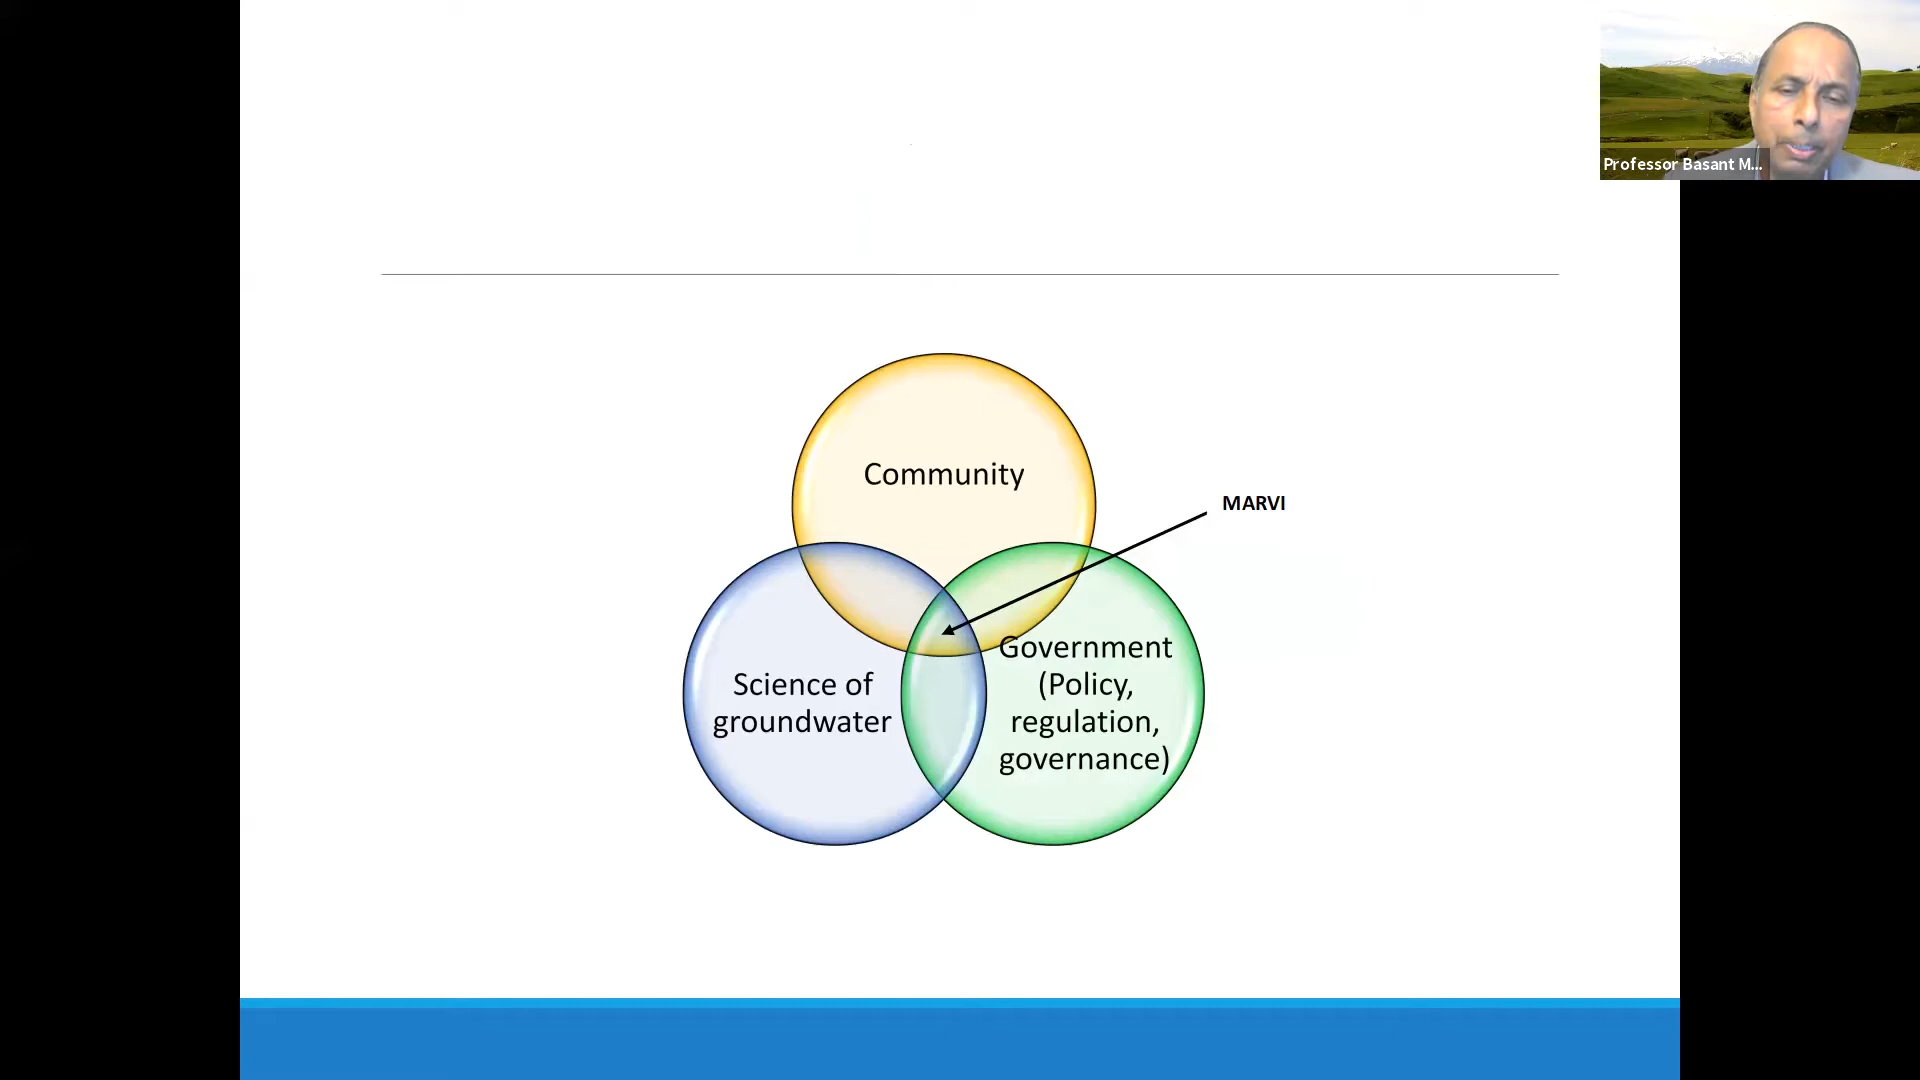 Professor Basant M...
Community
MARVI
Science of
groundwater
Government
(Policy,
regulation,
governance)